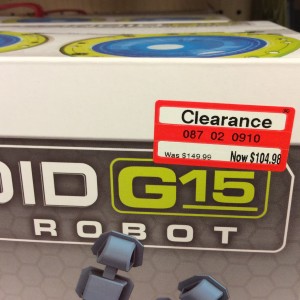 Clearance
087 02 0910
Was $149.99 Now $104.98
OID G15
ROBOT